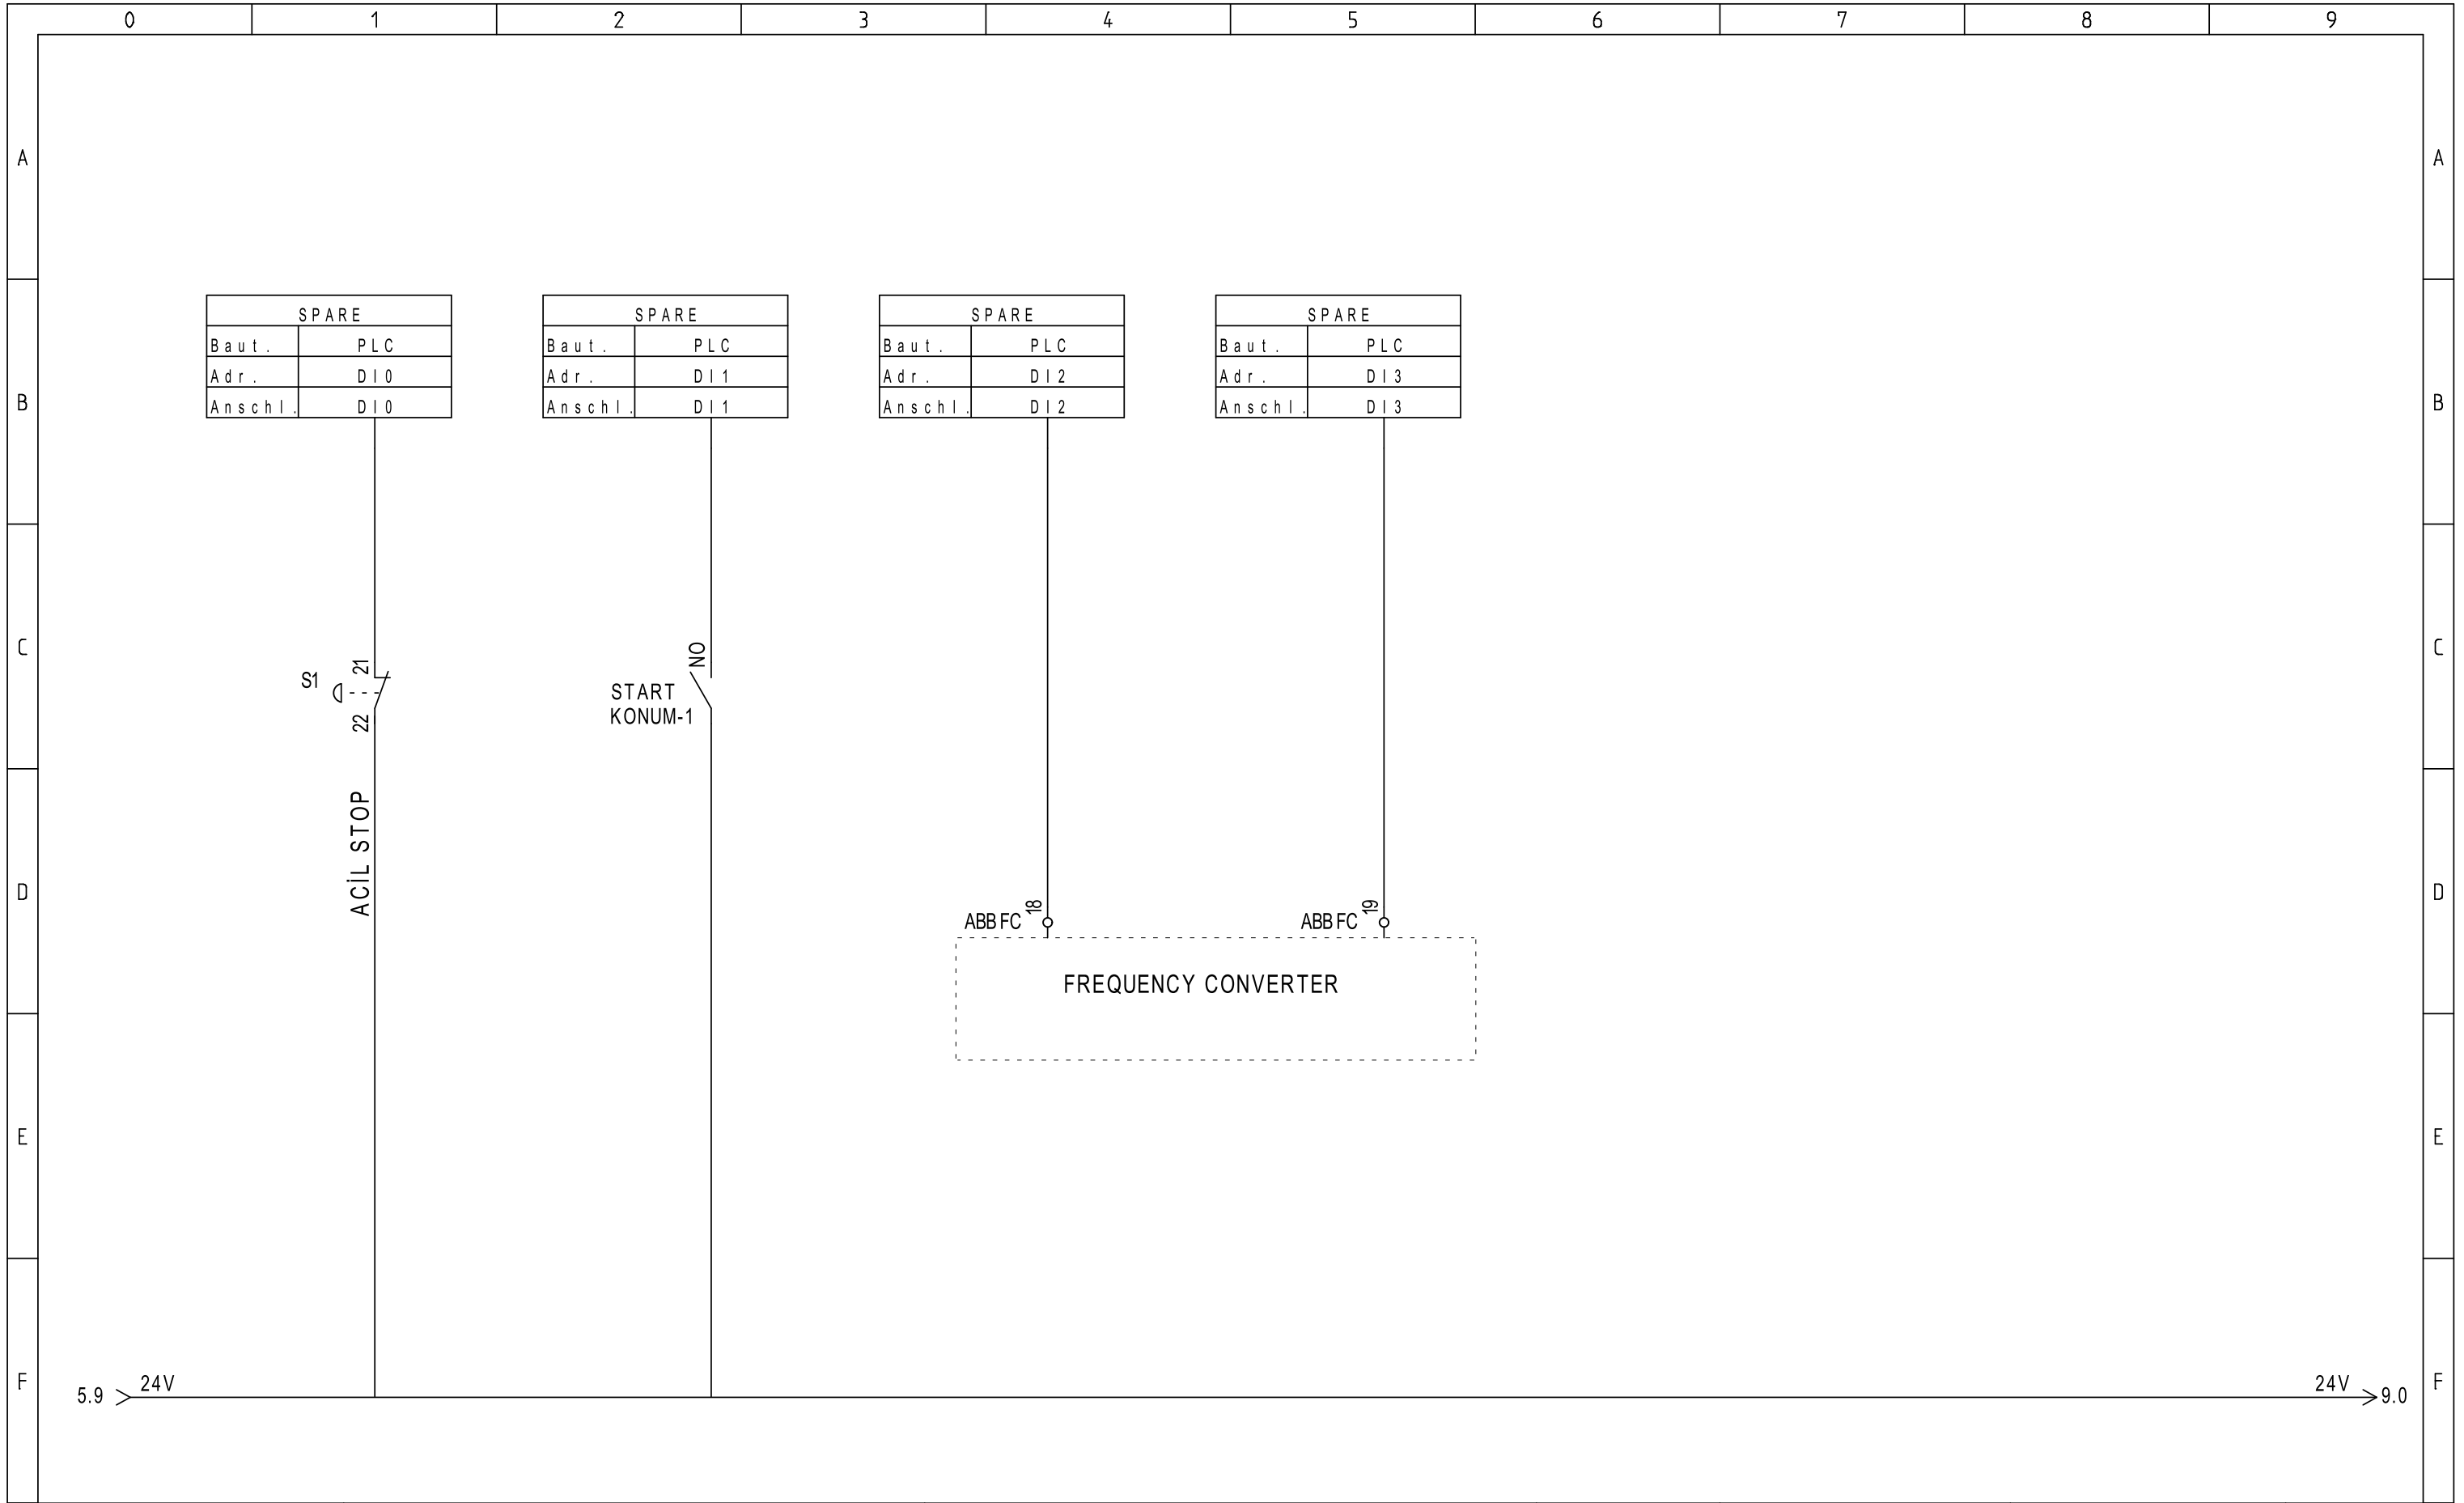 0 1 2 3 4 5 6 7 8 9
A A
SPARE SPARE SPARE SPARE
Baut. PLC Baut. PLC Baut. PLC Baut. PLC
Adr. DI0 Adr. DI1 Adr. DI2 Adr. DI3
B B
Anschl. DI0 Anschl. DI1 Anschl. DI2 Anschl. DI3
C C
21 NO
S1
START
22 KONUM-1
ACİL STOP
D D
ABB FC 18 ABB FC 19
FREQUENCY CONVERTER
E E
F F
5.9 24V 24V 9.0